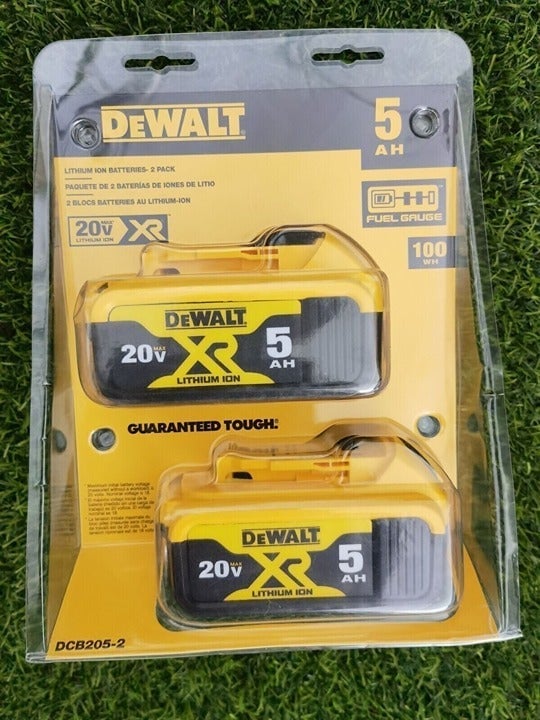 DEWALT
5
AH
LITHIUM ION BATTERIES- 2 PACK
PAQUETE DE 2 BATERÍAS DE IONES DE LITIO
2 BLOCS BATTERIES AU LITHIUM-ION
FUEL GAUGE
20V MAX XR
LITHIUM ION
100
WH
DEWALT
20V MAX XR 5
AH
LITHIUM ION
GUARANTEED TOUGH.
DEWALT
20V MAX XR 5
AH
LITHIUM ION
DCB205-2